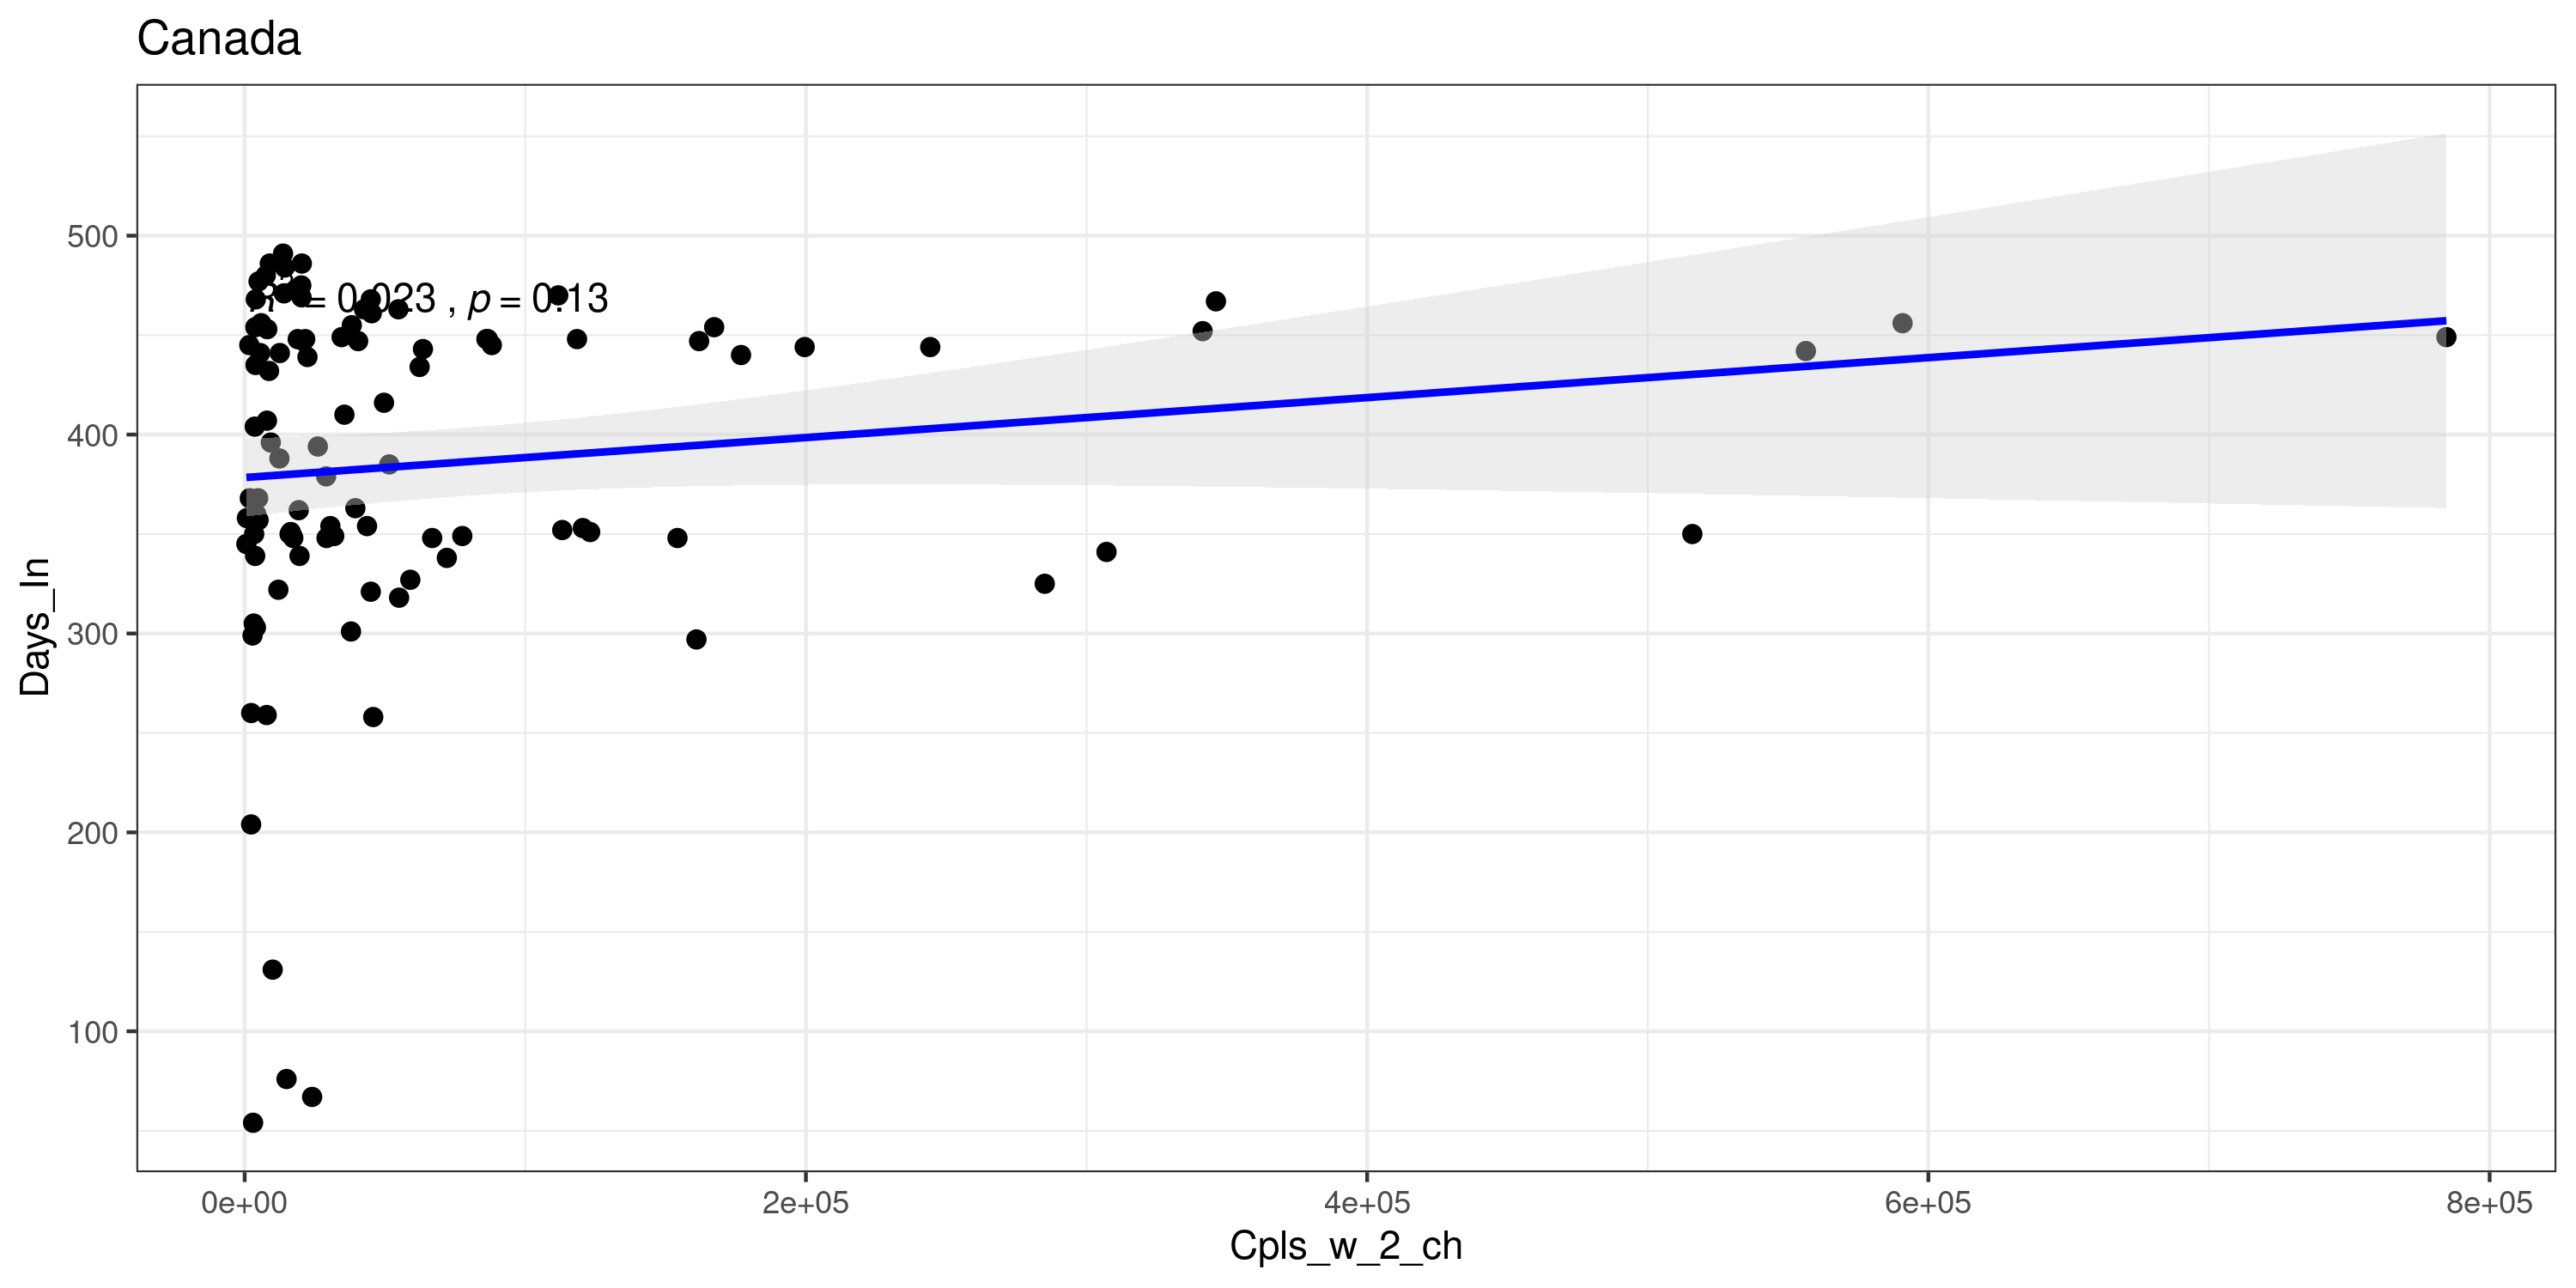 Canada
R² = 0.023 , p = 0.13
500
400
300
200
100
Days_In
0e+00 2e+05 4e+05 6e+05 8e+05
Cpls_w_2_ch